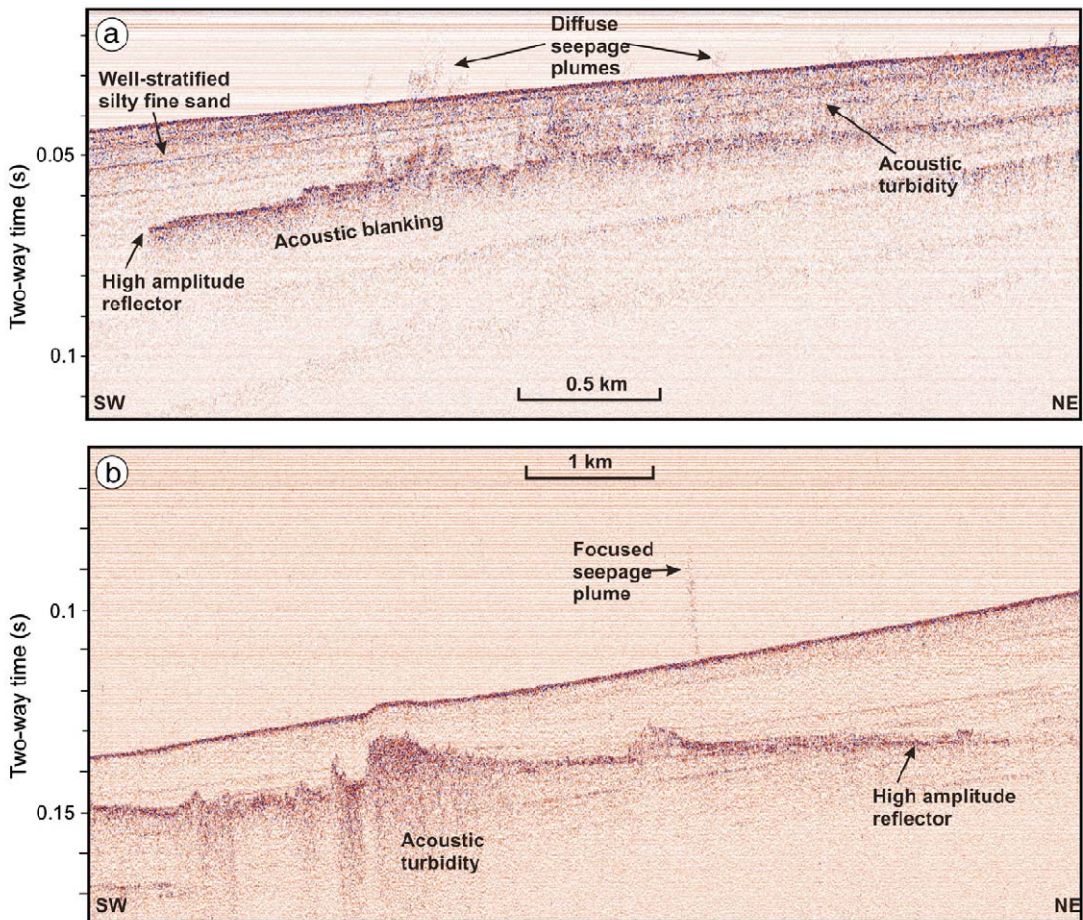 a
Diffuse
seepage
plumes
Well-stratified
silty fine sand
Two-way time (s)
0.05
Acoustic
turbidity
Acoustic blanking
High amplitude
reflector
0.1
0.5 km
SW
NE
b
1 km
Focused
seepage
plume
Two-way time (s)
0.1
High amplitude
reflector
0.15
Acoustic
turbidity
SW
NE